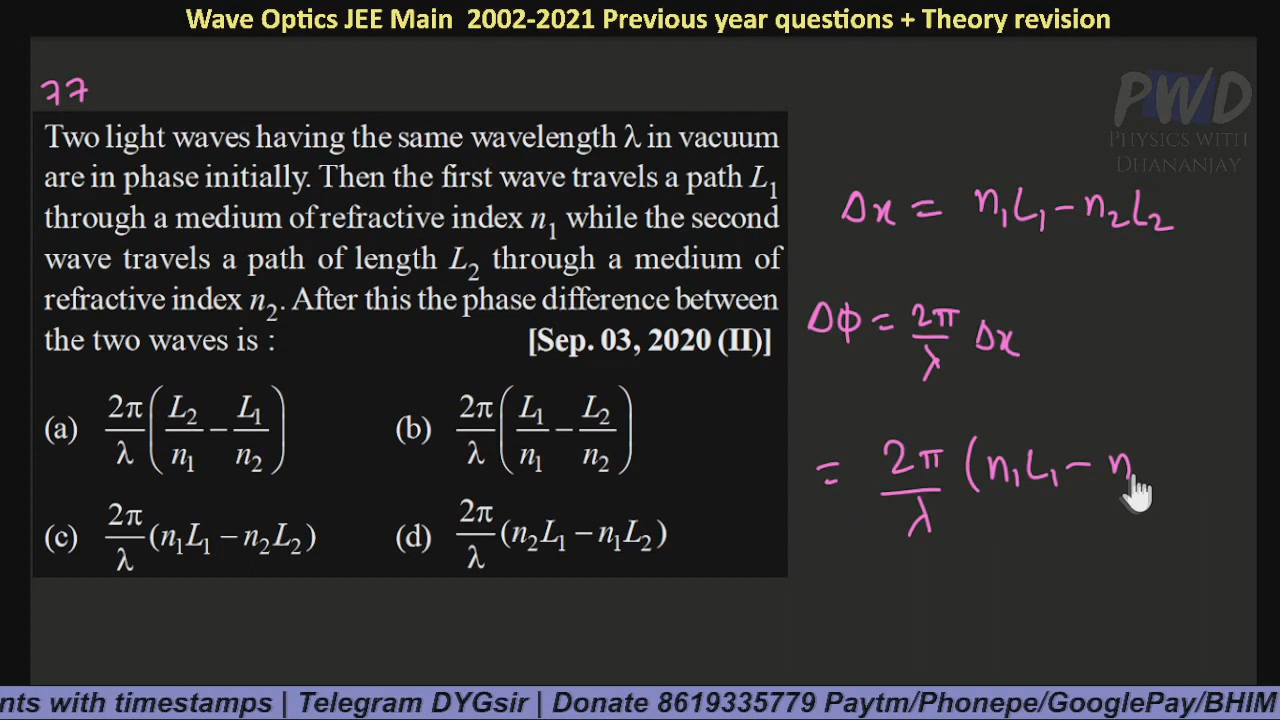 Wave Optics JEE Main 2002-2021 Previous year questions + Theory revision
77
PWD
PHYSICS WITH
DHANANJAY
Two light waves having the same wavelength λ in vacuum
are in phase initially. Then the first wave travels a path L₁
through a medium of refractive index n₁ while the second
wave travels a path of length L₂ through a medium of
refractive index n₂. After this the phase difference between
the two waves is : [Sep. 03, 2020 (II)]
(a) 2π/λ (L₂/n₁ − L₁/n₂) (b) 2π/λ (L₁/n₁ − L₂/n₂)
(c) 2π/λ (n₁L₁ − n₂L₂) (d) 2π/λ (n₂L₁ − n₁L₂)
Δx = n₁L₁ − n₂L₂
Δϕ = 2π/λ Δx
= 2π/λ (n₁L₁ − n
nts with timestamps | Telegram DYGsir | Donate 8619335779 Paytm/Phonepe/GooglePay/BHIM